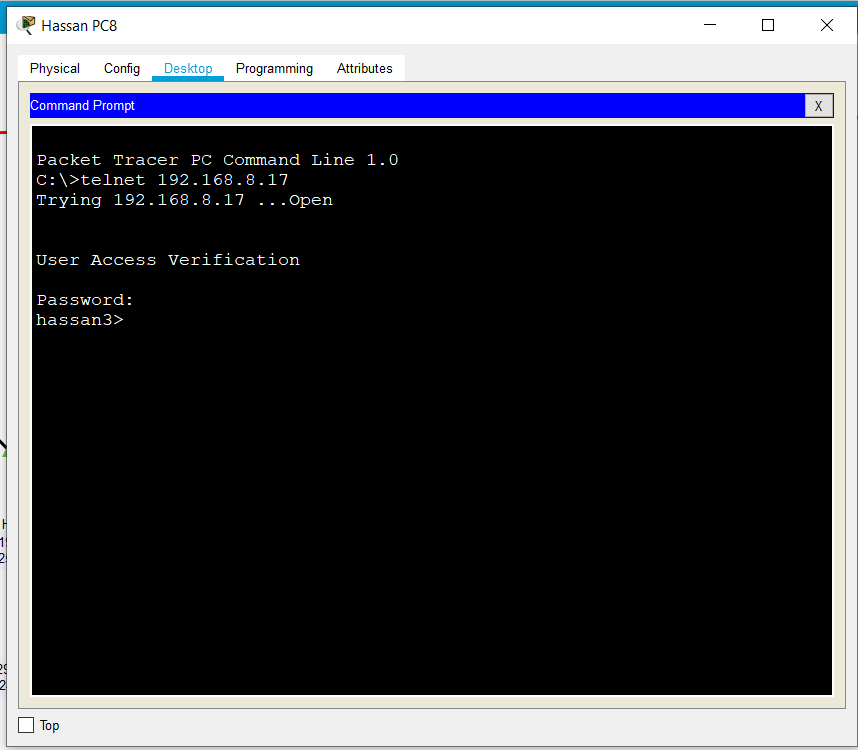 Hassan PC8
Physical Config Desktop Programming Attributes
Command Prompt X
Packet Tracer PC Command Line 1.0
C:\>telnet 192.168.8.17
Trying 192.168.8.17 ...Open
User Access Verification
Password:
hassan3>
Top